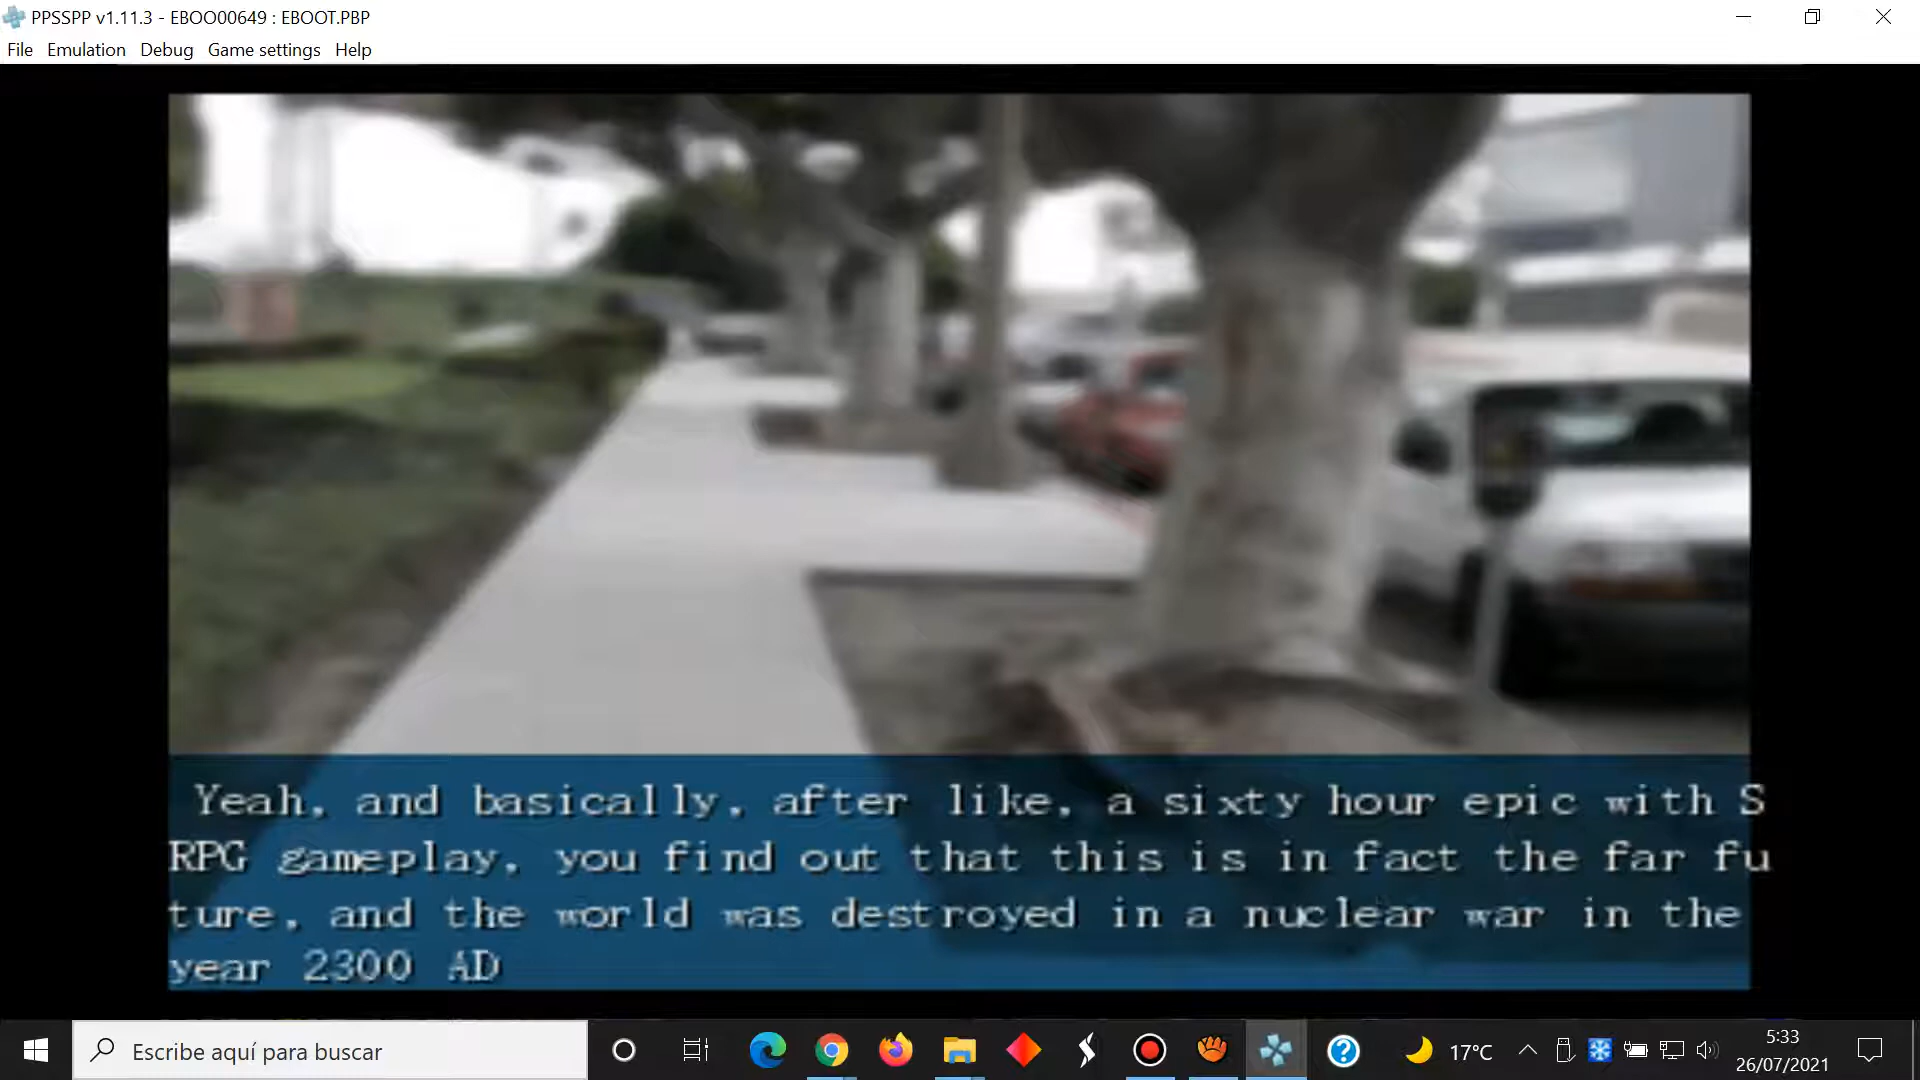 PPSSPP v1.11.3 - EBOO00649 : EBOOT.PBP
File Emulation Debug Game settings Help
Yeah, and basically, after like, a sixty hour epic with S
RPG gameplay, you find out that this is in fact the far fu
ture, and the world was destroyed in a nuclear war in the
year 2300 AD
Escribe aquí para buscar
17°C
5:33
26/07/2021